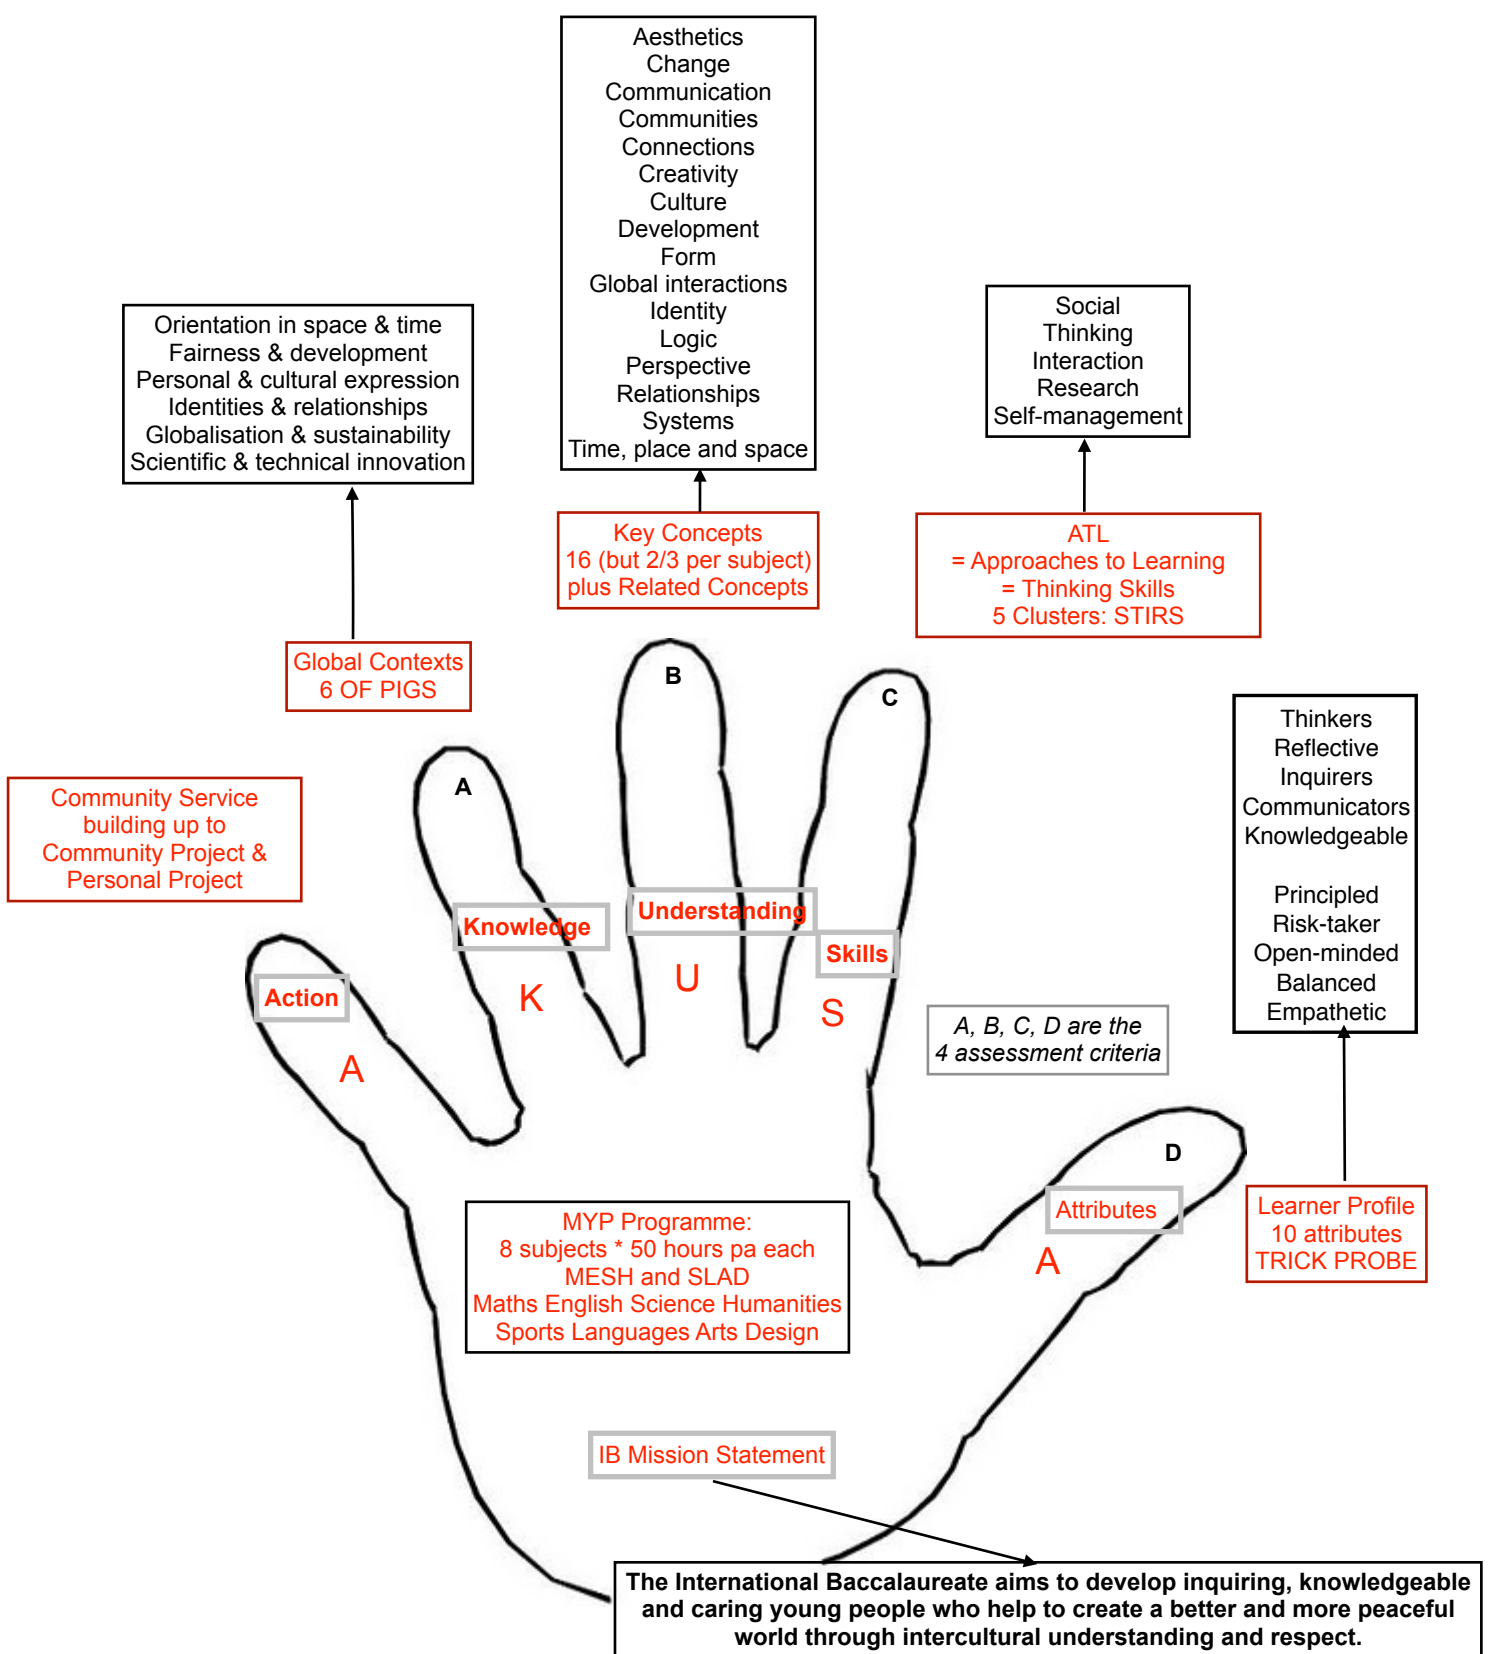 Aesthetics
Change
Communication
Communities
Connections
Creativity
Culture
Development
Form
Global interactions
Identity
Logic
Perspective
Relationships
Systems
Time, place and space
Orientation in space & time
Fairness & development
Personal & cultural expression
Identities & relationships
Globalisation & sustainability
Scientific & technical innovation
Social
Thinking
Interaction
Research
Self-management
Key Concepts
16 (but 2/3 per subject)
plus Related Concepts
ATL
= Approaches to Learning
= Thinking Skills
5 Clusters: STIRS
Global Contexts
6 OF PIGS
B
C
Thinkers
Reflective
Inquirers
Communicators
Knowledgeable
Principled
Risk-taker
Open-minded
Balanced
Empathetic
A
Community Service
building up to
Community Project &
Personal Project
Knowledge
Understanding
Skills
Action
K
U
S
A
A, B, C, D are the
4 assessment criteria
D
Attributes
A
Learner Profile
10 attributes
TRICK PROBE
MYP Programme:
8 subjects * 50 hours pa each
MESH and SLAD
Maths English Science Humanities
Sports Languages Arts Design
IB Mission Statement
The International Baccalaureate aims to develop inquiring, knowledgeable
and caring young people who help to create a better and more peaceful
world through intercultural understanding and respect.